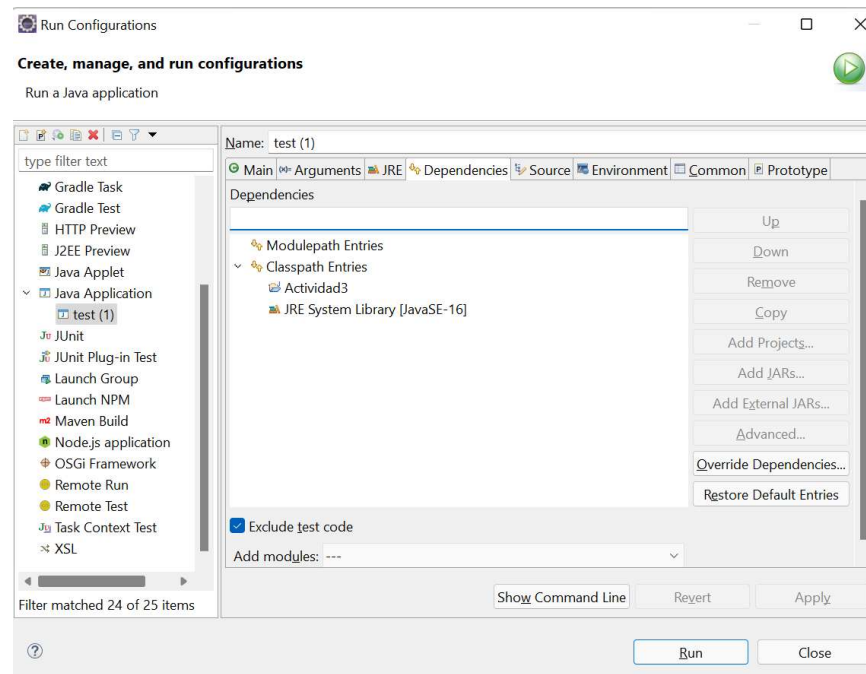 Run Configurations
Create, manage, and run configurations
Run a Java application
type filter text
Gradle Task
Gradle Test
HTTP Preview
J2EE Preview
Java Applet
Java Application
test (1)
JUnit
JUnit Plug-in Test
Launch Group
Launch NPM
Maven Build
Node.js application
OSGi Framework
Remote Run
Remote Test
Task Context Test
XSL
Filter matched 24 of 25 items
Name: test (1)
Main Arguments JRE Dependencies Source Environment Common Prototype
Dependencies
Modulepath Entries
Classpath Entries
Actividad3
JRE System Library [JavaSE-16]
Up
Down
Remove
Copy
Add Projects...
Add JARs...
Add External JARs...
Advanced...
Override Dependencies...
Restore Default Entries
Exclude test code
Add modules: ---
Show Command Line Revert Apply
Run Close